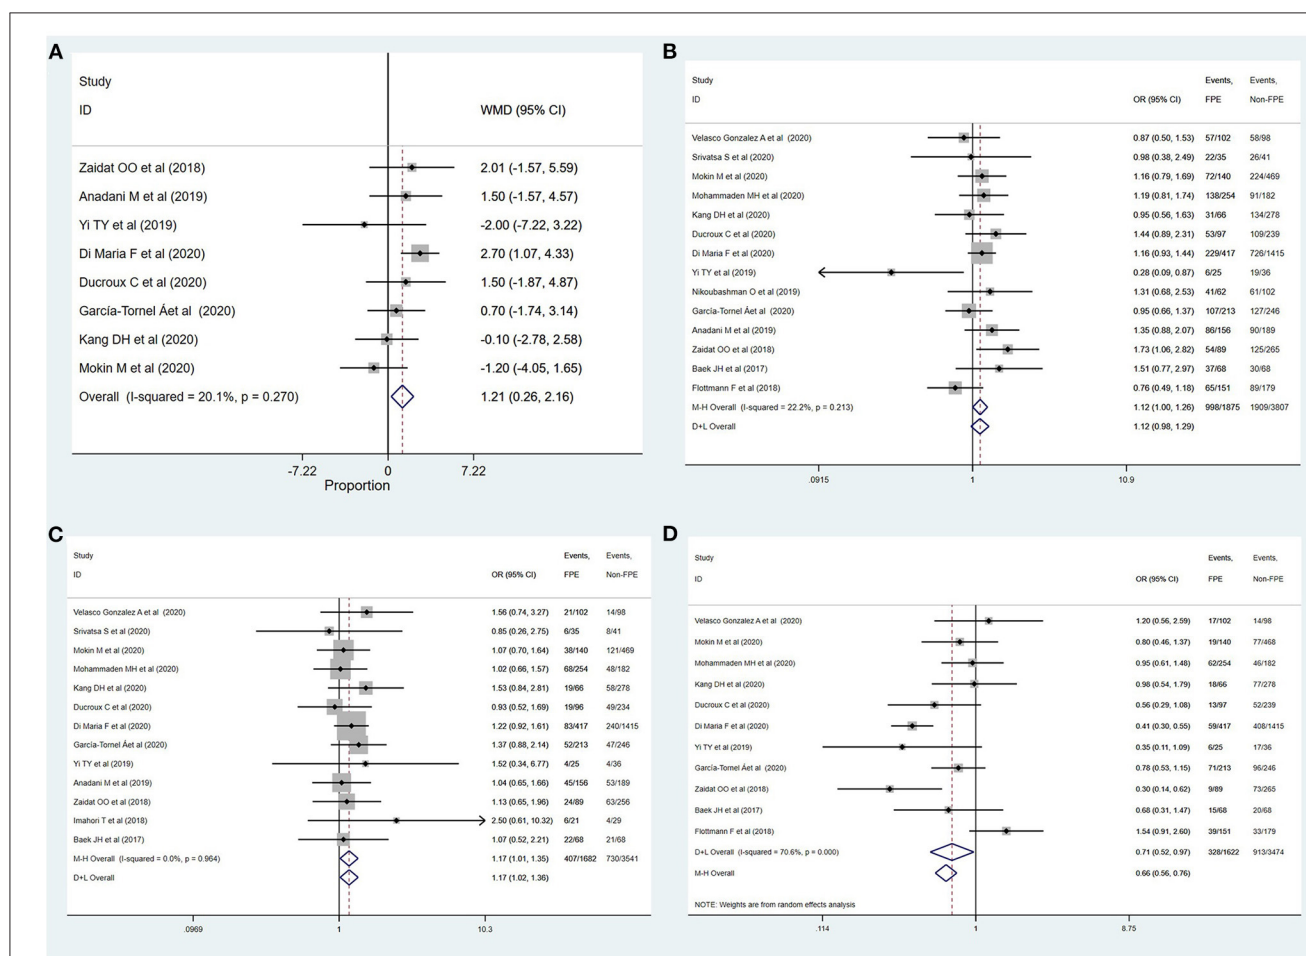 A
Study
ID WMD (95% CI)
Zaidat OO et al (2018) 2.01 (-1.57, 5.59)
Anadani M et al (2019) 1.50 (-1.57, 4.57)
Yi TY et al (2019) -2.00 (-7.22, 3.22)
Di Maria F et al (2020) 2.70 (1.07, 4.33)
Ducroux C et al (2020) 1.50 (-1.87, 4.87)
García-Tornel Áet al (2020) 0.70 (-1.74, 3.14)
Kang DH et al (2020) -0.10 (-2.78, 2.58)
Mokin M et al (2020) -1.20 (-4.05, 1.65)
Overall (I-squared = 20.1%, p = 0.270) 1.21 (0.26, 2.16)
-7.22 0 7.22
Proportion
B
Study Events, Events,
ID OR (95% CI) FPE Non-FPE
Velasco Gonzalez A et al (2020) 0.87 (0.50, 1.53) 57/102 58/98
Srivatsa S et al (2020) 0.98 (0.38, 2.49) 22/35 26/41
Mokin M et al (2020) 1.16 (0.79, 1.69) 72/140 224/469
Mohammaden MH et al (2020) 1.19 (0.81, 1.74) 138/254 91/182
Kang DH et al (2020) 0.95 (0.56, 1.63) 31/66 134/278
Ducroux C et al (2020) 1.44 (0.89, 2.31) 53/97 109/239
Di Maria F et al (2020) 1.16 (0.93, 1.44) 229/417 726/1415
Yi TY et al (2019) 0.28 (0.09, 0.87) 6/25 19/36
Nikoubashman O et al (2019) 1.31 (0.68, 2.53) 41/62 61/102
García-Tornel Áet al (2020) 0.95 (0.66, 1.37) 107/213 127/246
Anadani M et al (2019) 1.35 (0.88, 2.07) 86/156 90/189
Zaidat OO et al (2018) 1.73 (1.06, 2.82) 54/89 125/265
Baek JH et al (2017) 1.51 (0.77, 2.97) 37/68 30/68
Flottmann F et al (2018) 0.76 (0.49, 1.18) 65/151 89/179
M-H Overall (I-squared = 22.2%, p = 0.213) 1.12 (1.00, 1.26) 998/1875 1909/3807
D+L Overall 1.12 (0.98, 1.29)
.0915 1 10.9
C
Study Events, Events,
ID OR (95% CI) FPE Non-FPE
Velasco Gonzalez A et al (2020) 1.56 (0.74, 3.27) 21/102 14/98
Srivatsa S et al (2020) 0.85 (0.26, 2.75) 6/35 8/41
Mokin M et al (2020) 1.07 (0.70, 1.64) 38/140 121/469
Mohammaden MH et al (2020) 1.02 (0.66, 1.57) 68/254 48/182
Kang DH et al (2020) 1.53 (0.84, 2.81) 19/66 58/278
Ducroux C et al (2020) 0.93 (0.52, 1.69) 19/96 49/234
Di Maria F et al (2020) 1.22 (0.92, 1.61) 83/417 240/1415
García-Tornel Áet al (2020) 1.37 (0.88, 2.14) 52/213 47/246
Yi TY et al (2019) 1.52 (0.34, 6.77) 4/25 4/36
Anadani M et al (2019) 1.04 (0.65, 1.66) 45/156 53/189
Zaidat OO et al (2018) 1.13 (0.65, 1.96) 24/89 63/256
Imahori T et al (2018) 2.50 (0.61, 10.32) 6/21 4/29
Baek JH et al (2017) 1.07 (0.52, 2.21) 22/68 21/68
M-H Overall (I-squared = 0.0%, p = 0.964) 1.17 (1.01, 1.35) 407/1682 730/3541
D+L Overall 1.17 (1.02, 1.36)
.0969 1 10.3
D
Study Events, Events,
ID OR (95% CI) FPE Non-FPE
Velasco Gonzalez A et al (2020) 1.20 (0.56, 2.59) 17/102 14/98
Mokin M et al (2020) 0.80 (0.46, 1.37) 19/140 77/468
Mohammaden MH et al (2020) 0.95 (0.61, 1.48) 62/254 46/182
Kang DH et al (2020) 0.98 (0.54, 1.79) 18/66 77/278
Ducroux C et al (2020) 0.56 (0.29, 1.08) 13/97 52/239
Di Maria F et al (2020) 0.41 (0.30, 0.55) 59/417 408/1415
Yi TY et al (2019) 0.35 (0.11, 1.09) 6/25 17/36
García-Tornel Áet al (2020) 0.78 (0.53, 1.15) 71/213 96/246
Zaidat OO et al (2018) 0.30 (0.14, 0.62) 9/89 73/265
Baek JH et al (2017) 0.68 (0.31, 1.47) 15/68 20/68
Flottmann F et al (2018) 1.54 (0.91, 2.60) 39/151 33/179
D+L Overall (I-squared = 70.6%, p = 0.000) 0.71 (0.52, 0.97) 328/1622 913/3474
M-H Overall 0.66 (0.56, 0.76)
NOTE: Weights are from random effects analysis
.114 1 8.75